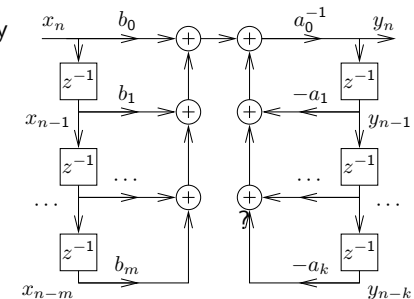 y
x_n b_0 a_0^{-1} y_n
z^{-1} z^{-1}
x_{n-1} b_1 -a_1 y_{n-1}
z^{-1} ... ... z^{-1}
... ...
z^{-1} z^{-1}
x_{n-m} b_m -a_k y_{n-k}